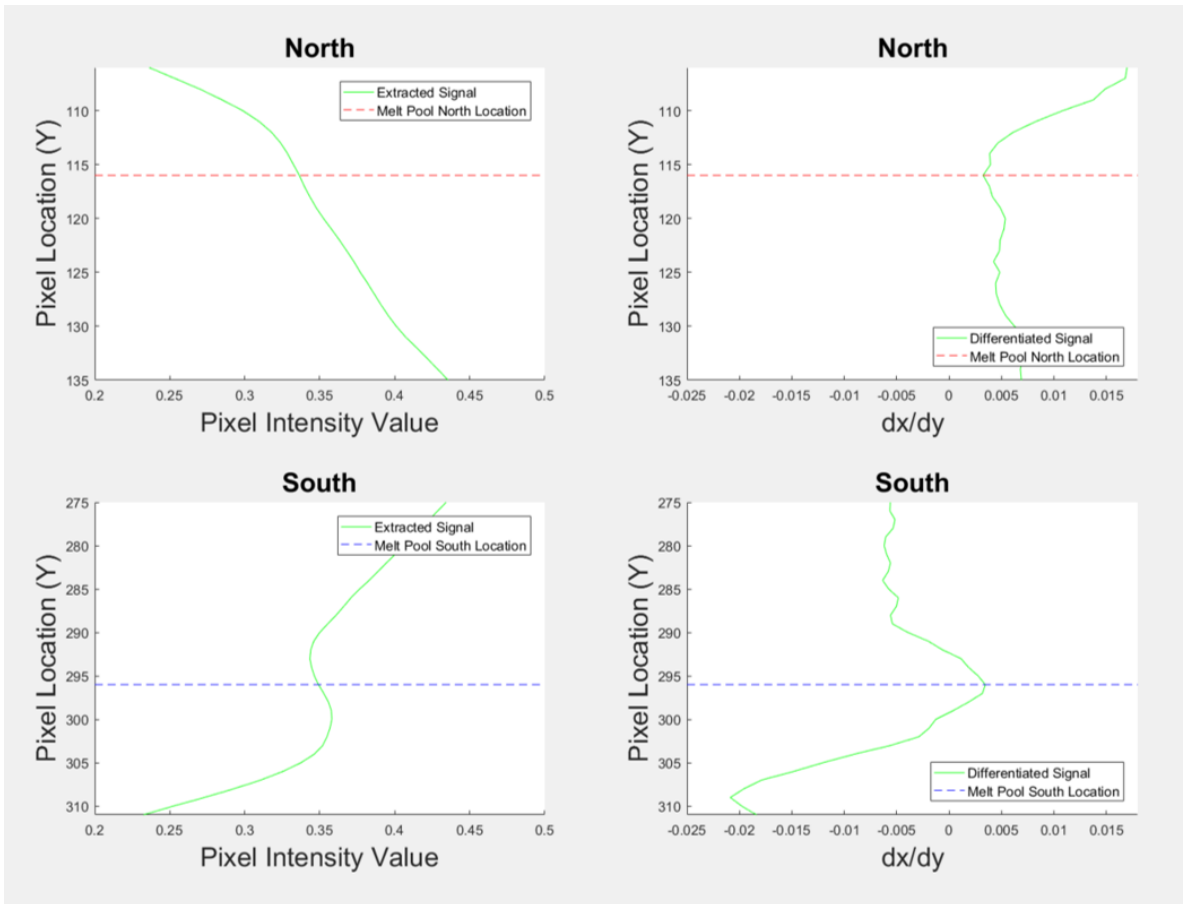 North
Pixel Location (Y)
110
115
120
125
130
135
0.2 0.25 0.3 0.35 0.4 0.45 0.5
Pixel Intensity Value
Extracted Signal
Melt Pool North Location
North
Pixel Location (Y)
110
115
120
125
130
135
-0.025 -0.02 -0.015 -0.01 -0.005 0 0.005 0.01 0.015
dx/dy
Differentiated Signal
Melt Pool North Location
South
Pixel Location (Y)
275
280
285
290
295
300
305
310
0.2 0.25 0.3 0.35 0.4 0.45 0.5
Pixel Intensity Value
Extracted Signal
Melt Pool South Location
South
Pixel Location (Y)
275
280
285
290
295
300
305
310
-0.025 -0.02 -0.015 -0.01 -0.005 0 0.005 0.01 0.015
dx/dy
Differentiated Signal
Melt Pool South Location